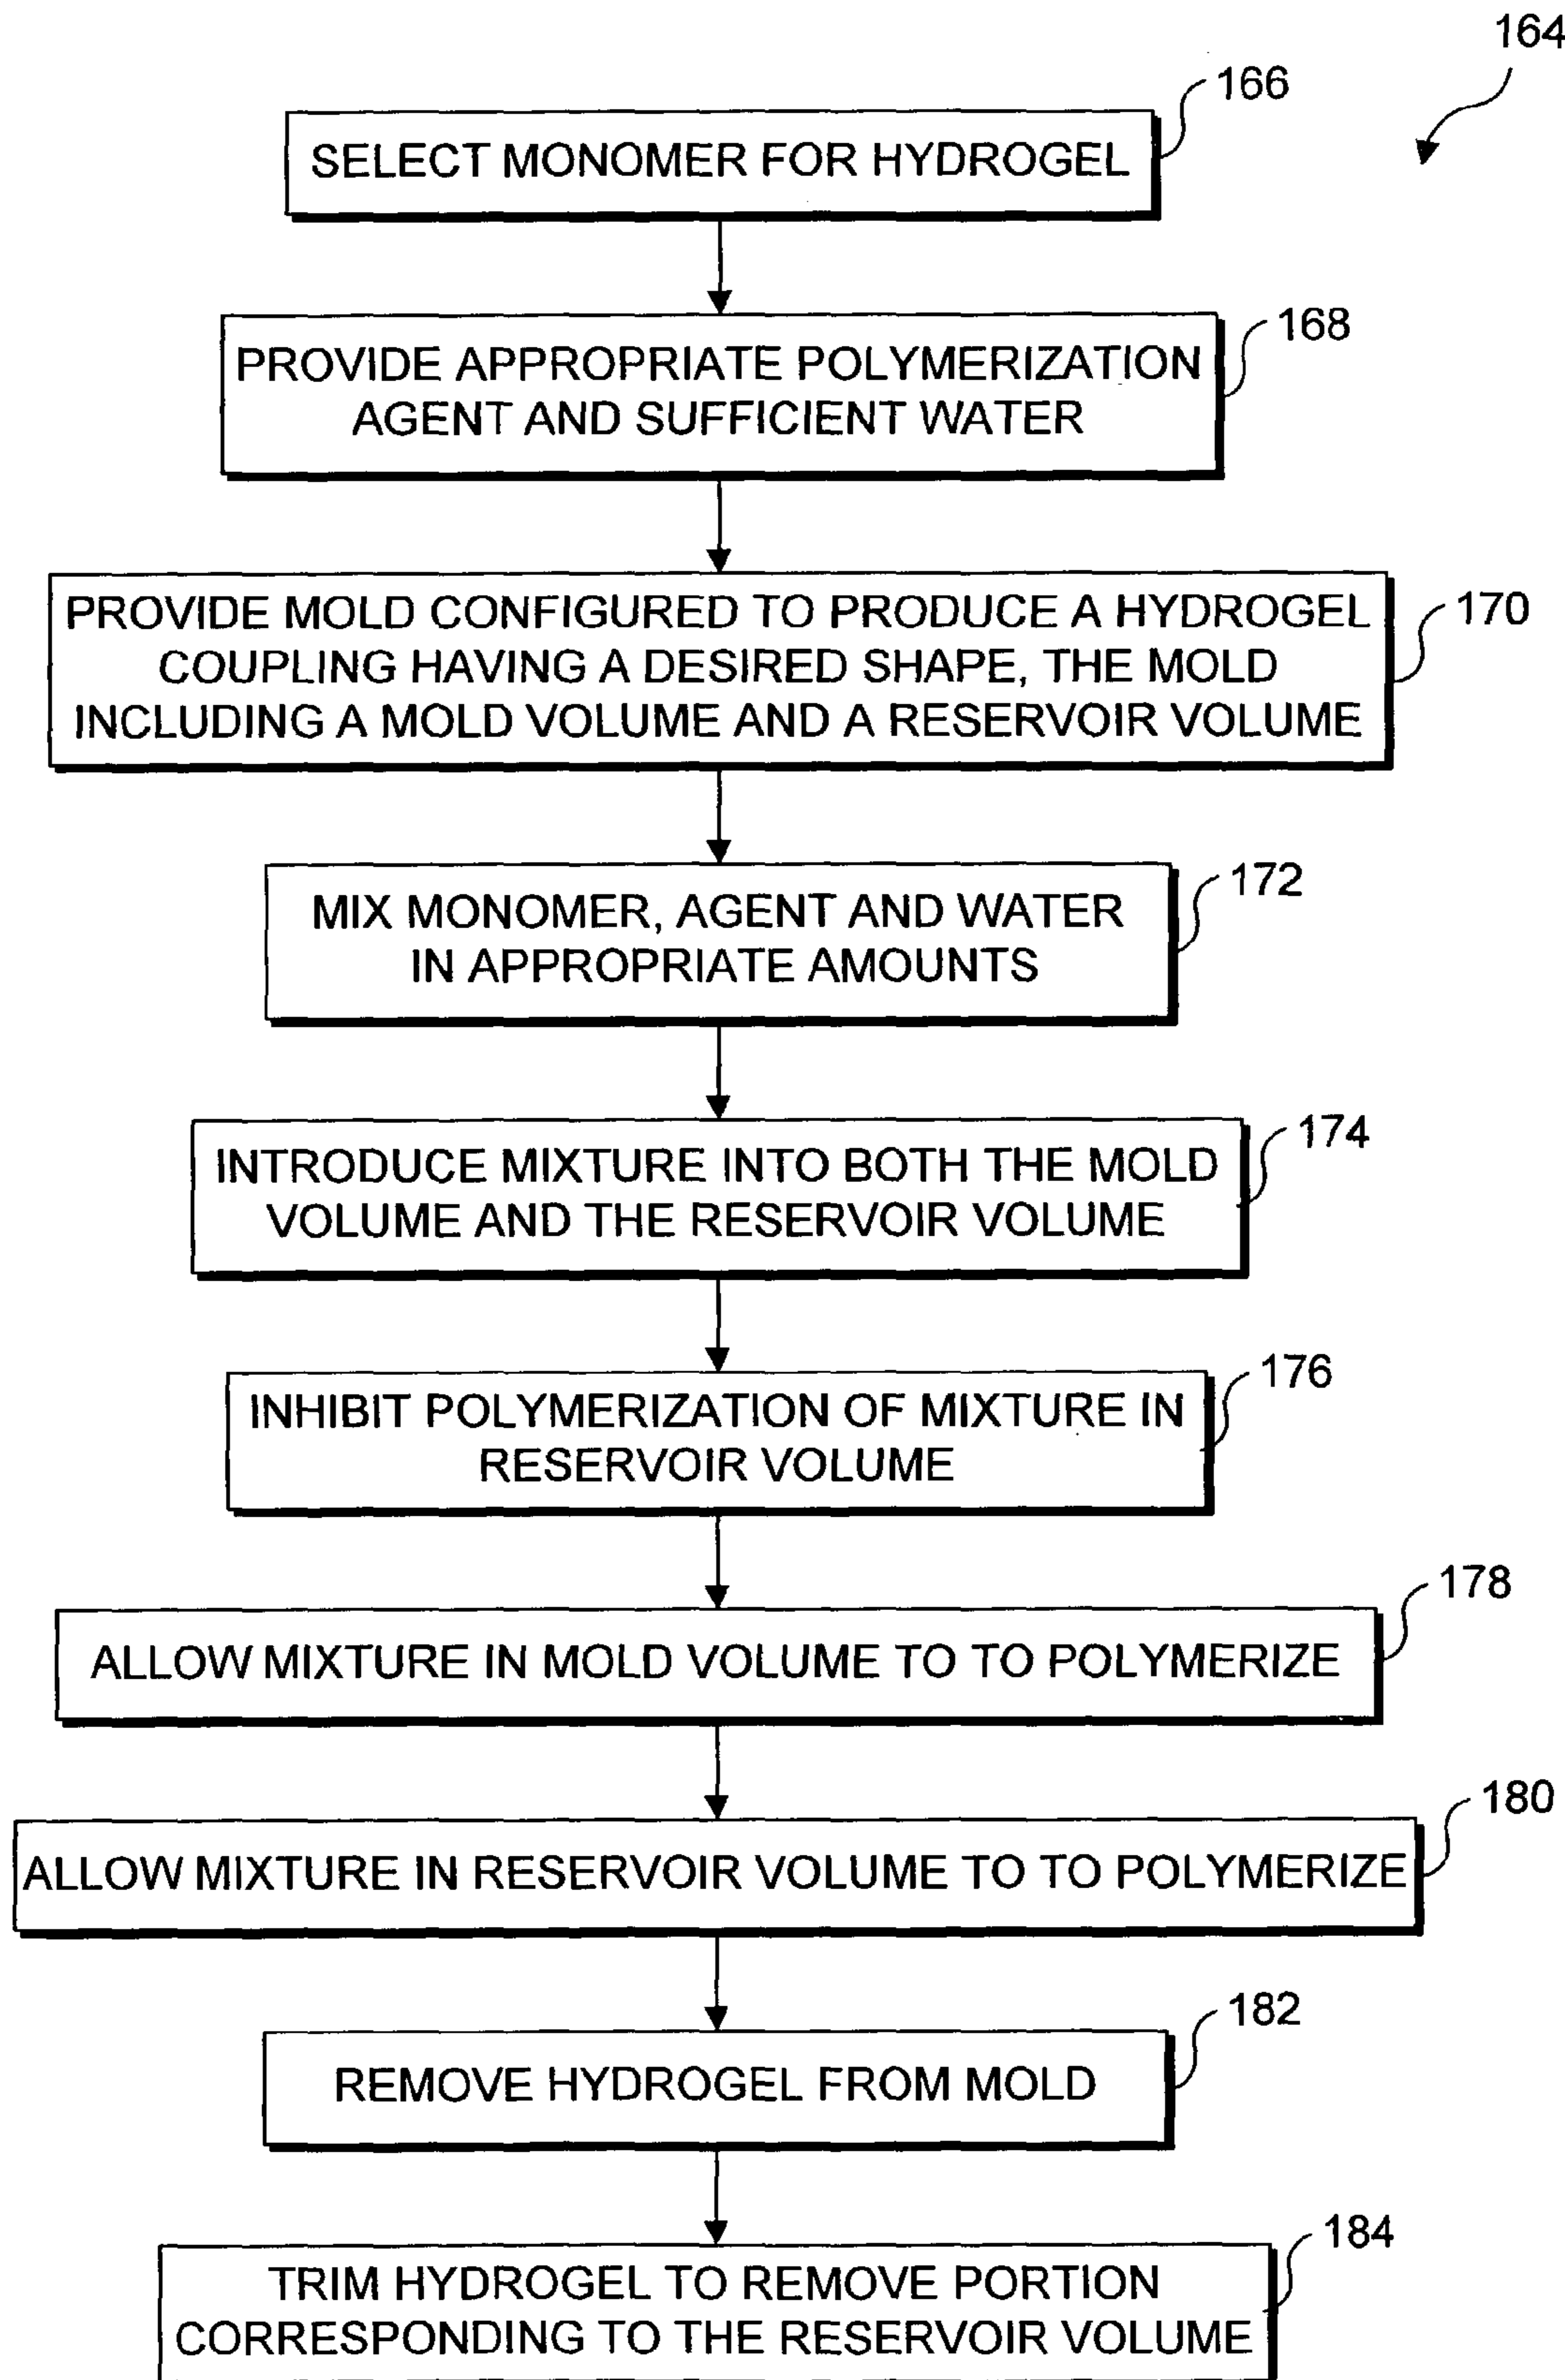 164
166
SELECT MONOMER FOR HYDROGEL
168
PROVIDE APPROPRIATE POLYMERIZATION
AGENT AND SUFFICIENT WATER
170
PROVIDE MOLD CONFIGURED TO PRODUCE A HYDROGEL
COUPLING HAVING A DESIRED SHAPE, THE MOLD
INCLUDING A MOLD VOLUME AND A RESERVOIR VOLUME
172
MIX MONOMER, AGENT AND WATER
IN APPROPRIATE AMOUNTS
174
INTRODUCE MIXTURE INTO BOTH THE MOLD
VOLUME AND THE RESERVOIR VOLUME
176
INHIBIT POLYMERIZATION OF MIXTURE IN
RESERVOIR VOLUME
178
ALLOW MIXTURE IN MOLD VOLUME TO TO POLYMERIZE
180
ALLOW MIXTURE IN RESERVOIR VOLUME TO TO POLYMERIZE
182
REMOVE HYDROGEL FROM MOLD
184
TRIM HYDROGEL TO REMOVE PORTION
CORRESPONDING TO THE RESERVOIR VOLUME